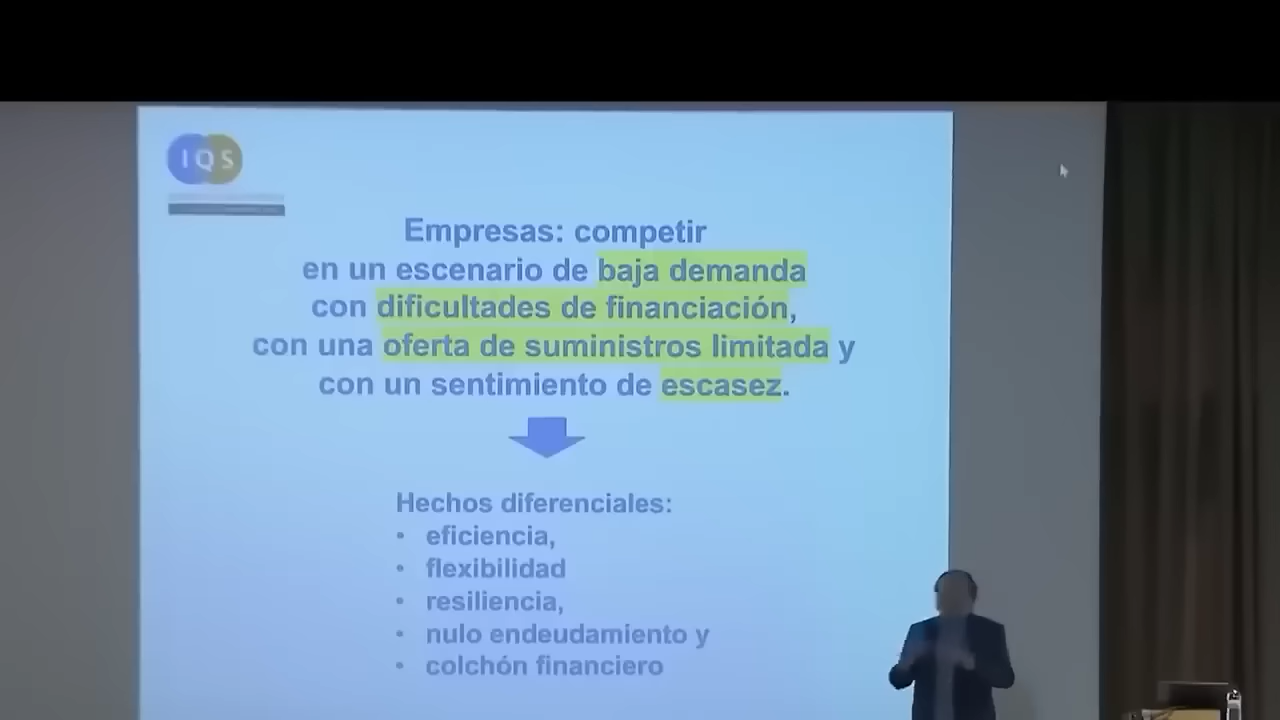 IQS
Empresas: competir
en un escenario de baja demanda
con dificultades de financiación,
con una oferta de suministros limitada y
con un sentimiento de escasez.
Hechos diferenciales:
• eficiencia,
• flexibilidad
• resiliencia,
• nulo endeudamiento y
• colchón financiero